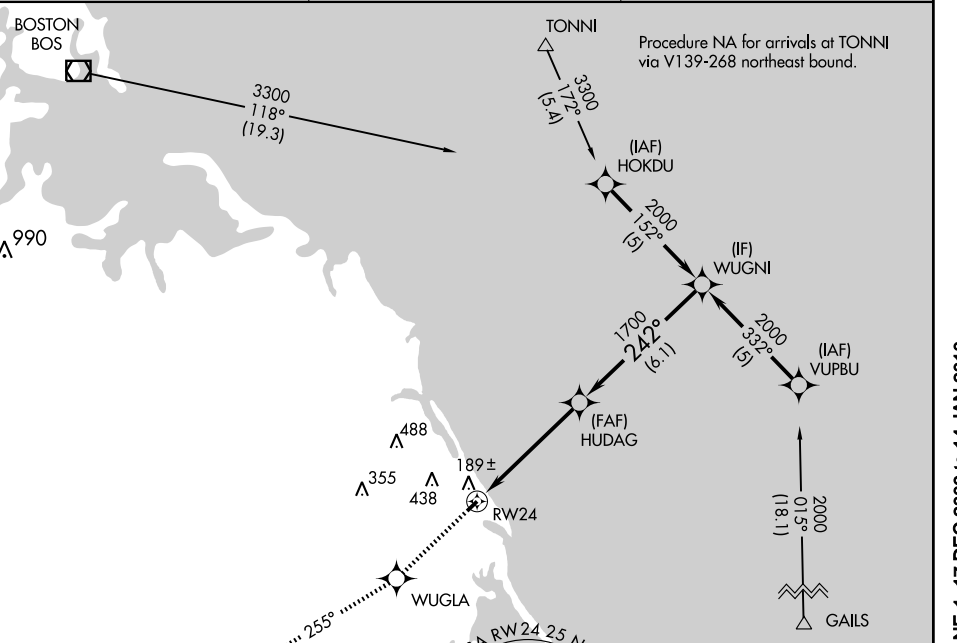 BOSTON
BOS
TONNI
Procedure NA for arrivals at TONNI
via V139-268 northeast bound.
3300
118°
(19.3)
3300
172°
(5.4)
(IAF)
HOKDU
2000
152°
(5)
(IF)
WUGNI
990
1700
242°
(6.1)
2000
332°
(5)
(IAF)
VUPBU
(FAF)
HUDAG
488
355
438
189±
RW24
2000
015°
(18.1)
WUGLA
GAILS
255°
RW24 25